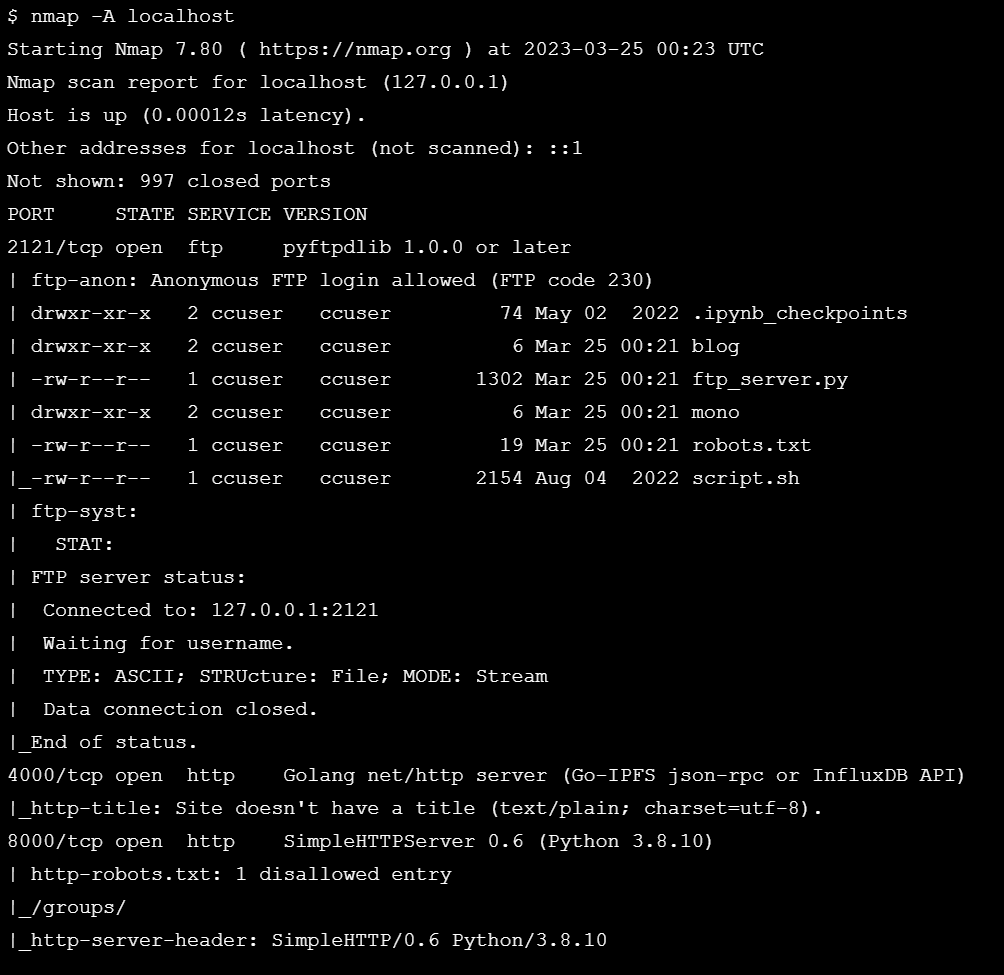 $ nmap -A localhost
Starting Nmap 7.80 ( https://nmap.org ) at 2023-03-25 00:23 UTC
Nmap scan report for localhost (127.0.0.1)
Host is up (0.00012s latency).
Other addresses for localhost (not scanned): ::1
Not shown: 997 closed ports
PORT     STATE SERVICE VERSION
2121/tcp open  ftp     pyftpdlib 1.0.0 or later
| ftp-anon: Anonymous FTP login allowed (FTP code 230)
| drwxr-xr-x   2 ccuser   ccuser         74 May 02  2022 .ipynb_checkpoints
| drwxr-xr-x   2 ccuser   ccuser          6 Mar 25 00:21 blog
| -rw-r--r--   1 ccuser   ccuser       1302 Mar 25 00:21 ftp_server.py
| drwxr-xr-x   2 ccuser   ccuser          6 Mar 25 00:21 mono
| -rw-r--r--   1 ccuser   ccuser         19 Mar 25 00:21 robots.txt
|_-rw-r--r--   1 ccuser   ccuser       2154 Aug 04  2022 script.sh
| ftp-syst:
|   STAT:
| FTP server status:
|  Connected to: 127.0.0.1:2121
|  Waiting for username.
|  TYPE: ASCII; STRUcture: File; MODE: Stream
|  Data connection closed.
|_End of status.
4000/tcp open  http    Golang net/http server (Go-IPFS json-rpc or InfluxDB API)
|_http-title: Site doesn't have a title (text/plain; charset=utf-8).
8000/tcp open  http    SimpleHTTPServer 0.6 (Python 3.8.10)
| http-robots.txt: 1 disallowed entry
|_/groups/
|_http-server-header: SimpleHTTP/0.6 Python/3.8.10